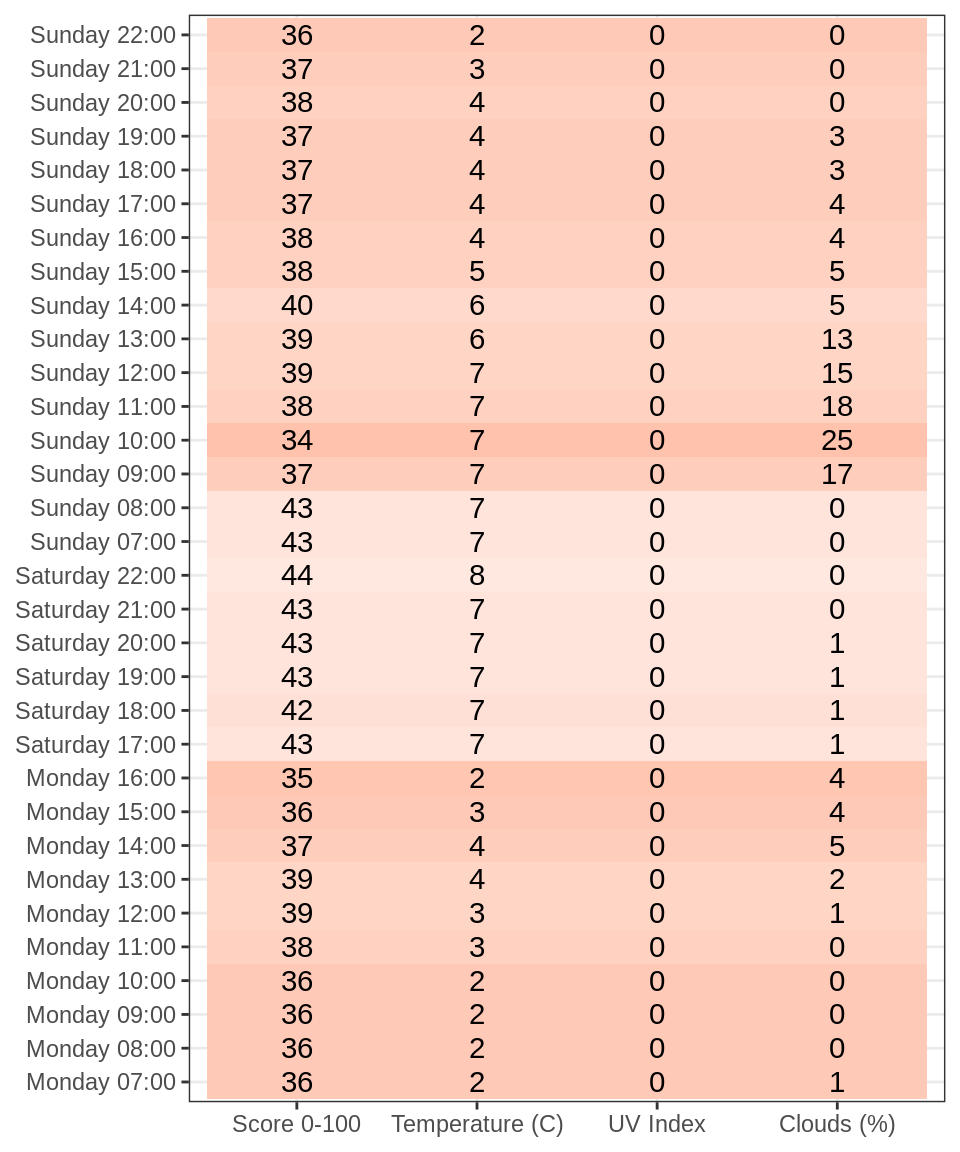 Sunday 22:00 36 2 0 0
Sunday 21:00 37 3 0 0
Sunday 20:00 38 4 0 0
Sunday 19:00 37 4 0 3
Sunday 18:00 37 4 0 3
Sunday 17:00 37 4 0 4
Sunday 16:00 38 4 0 4
Sunday 15:00 38 5 0 5
Sunday 14:00 40 6 0 5
Sunday 13:00 39 6 0 13
Sunday 12:00 39 7 0 15
Sunday 11:00 38 7 0 18
Sunday 10:00 34 7 0 25
Sunday 09:00 37 7 0 17
Sunday 08:00 43 7 0 0
Sunday 07:00 43 7 0 0
Saturday 22:00 44 8 0 0
Saturday 21:00 43 7 0 0
Saturday 20:00 43 7 0 1
Saturday 19:00 43 7 0 1
Saturday 18:00 42 7 0 1
Saturday 17:00 43 7 0 1
Monday 16:00 35 2 0 4
Monday 15:00 36 3 0 4
Monday 14:00 37 4 0 5
Monday 13:00 39 4 0 2
Monday 12:00 39 3 0 1
Monday 11:00 38 3 0 0
Monday 10:00 36 2 0 0
Monday 09:00 36 2 0 0
Monday 08:00 36 2 0 0
Monday 07:00 36 2 0 1
Score 0-100 Temperature (C) UV Index Clouds (%)